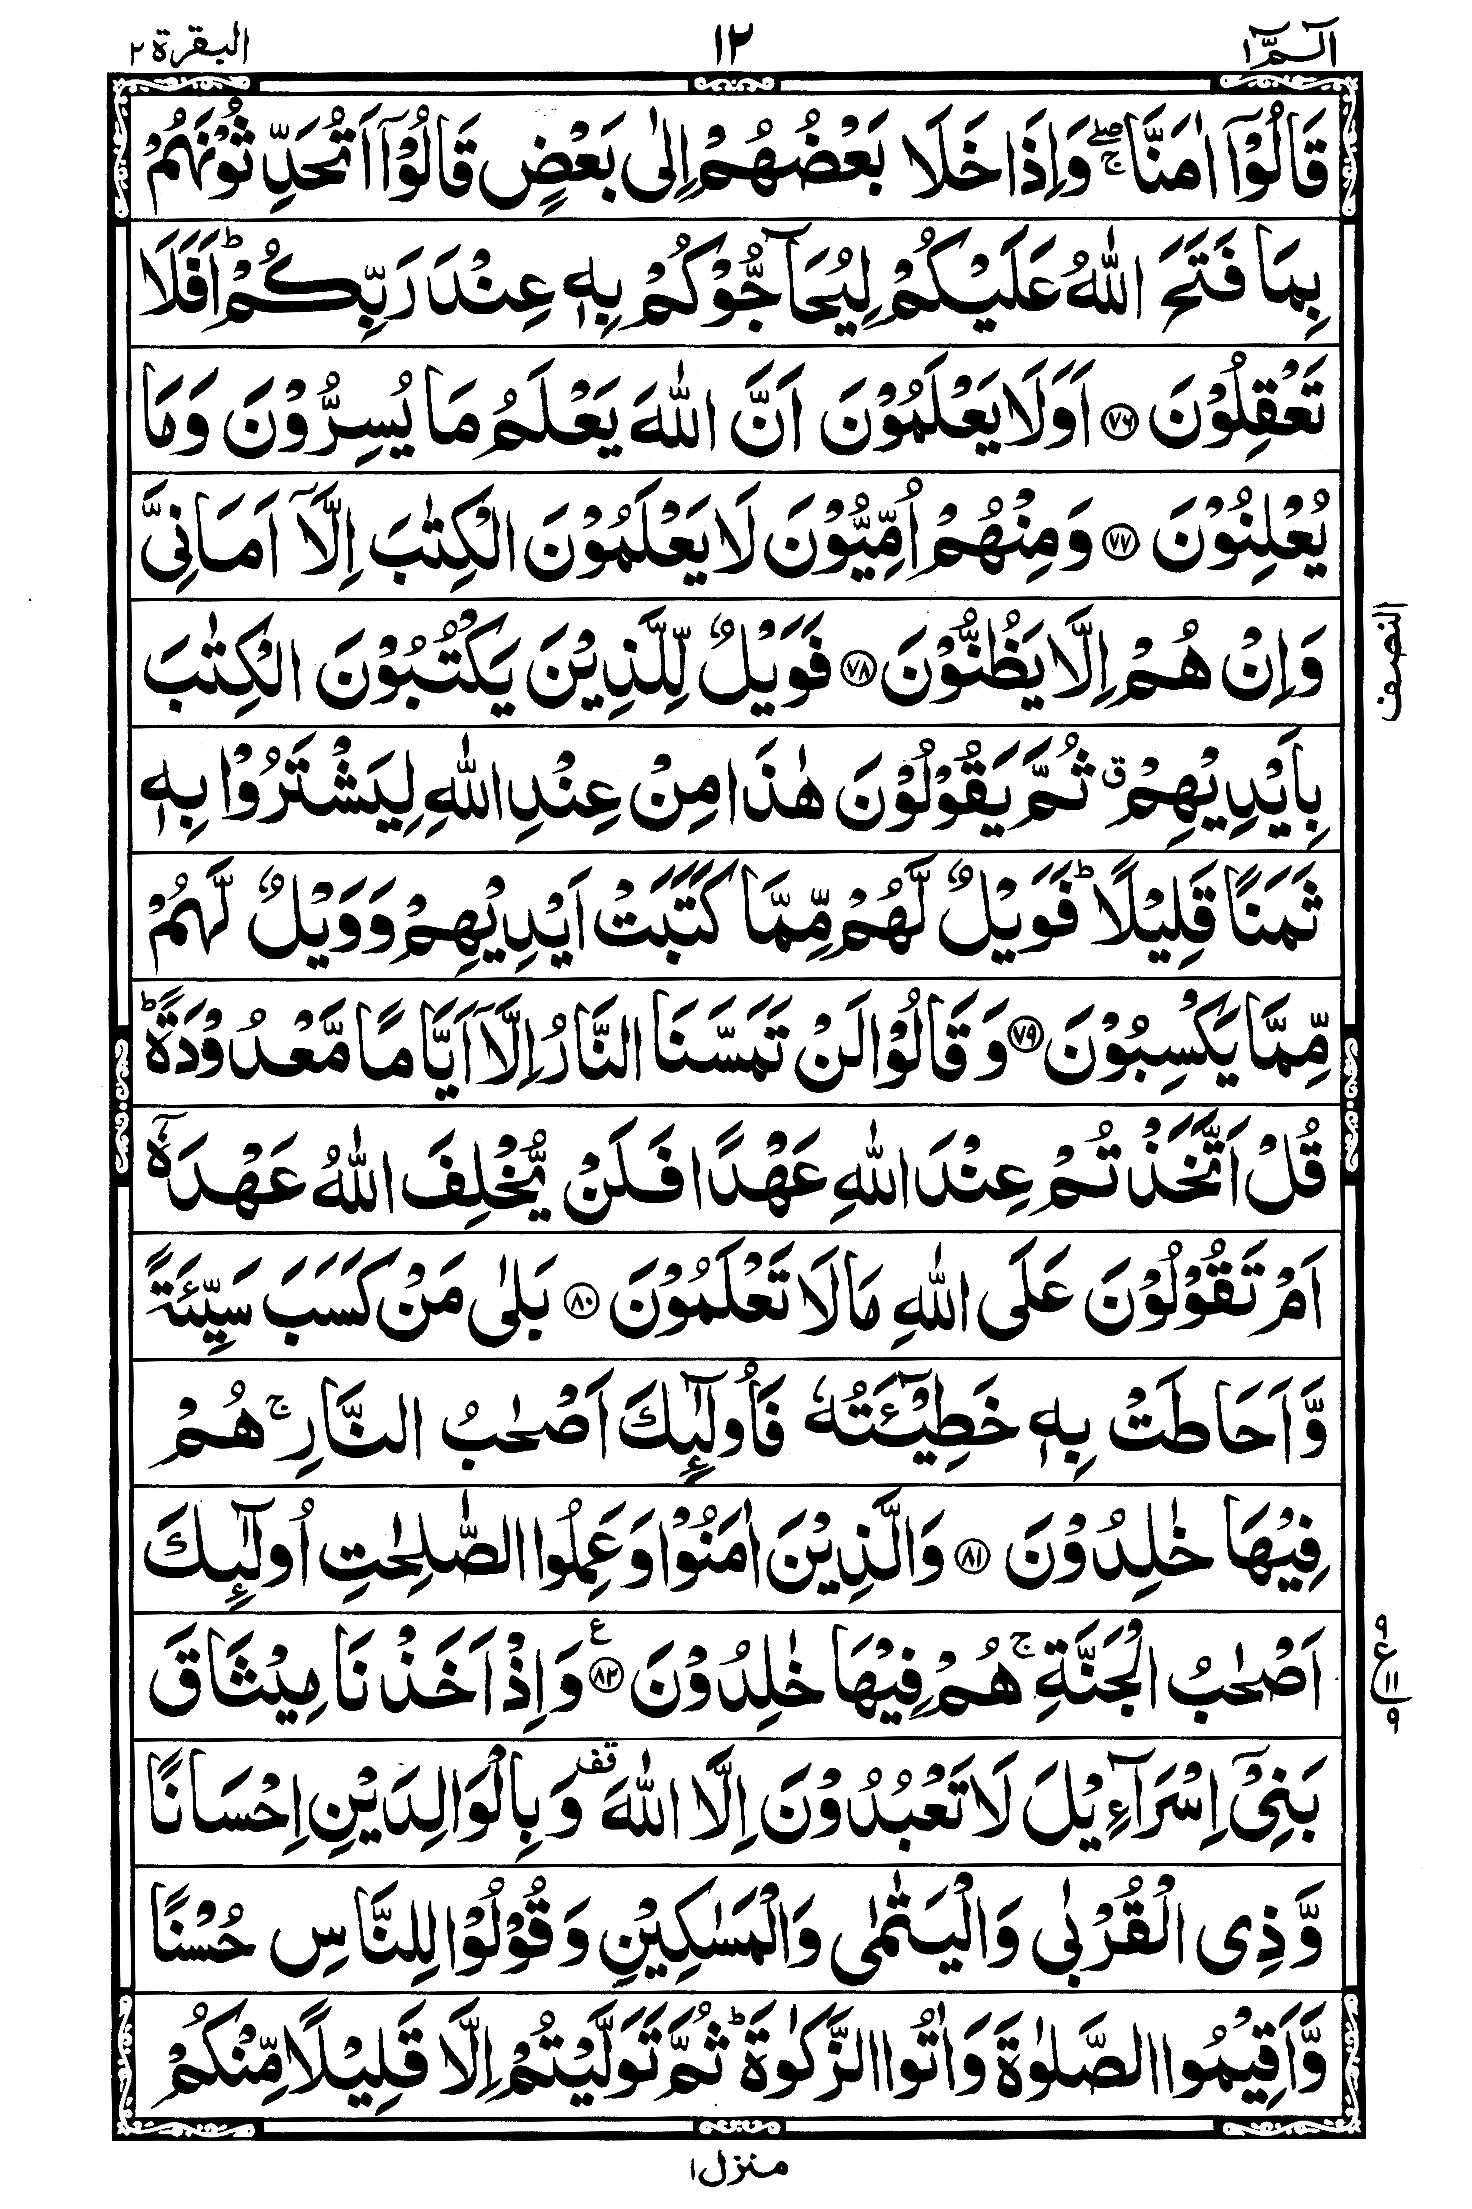 الٓـمّٓ ١
١٢
البقرة ٢
قَالُوْۤا اٰمَنَّا ۖۚ وَاِذَا خَلَا بَعْضُهُمْ اِلٰى بَعْضٍ قَالُوْۤا اَتُحَدِّثُوْنَهُمْ
بِمَا فَتَحَ اللّٰهُ عَلَيْكُمْ لِيُحَآجُّوْكُمْ بِهٖ عِنْدَ رَبِّكُمْ ؕ اَفَلَا
تَعْقِلُوْنَ ﴿٧٦﴾ اَوَلَا يَعْلَمُوْنَ اَنَّ اللّٰهَ يَعْلَمُ مَا يُسِرُّوْنَ وَمَا
يُعْلِنُوْنَ ﴿٧٧﴾ وَمِنْهُمْ اُمِّيُّوْنَ لَا يَعْلَمُوْنَ الْكِتٰبَ اِلَّاۤ اَمَانِيَّ
وَاِنْ هُمْ اِلَّا يَظُنُّوْنَ ﴿٧٨﴾ فَوَيْلٌ لِّلَّذِيْنَ يَكْتُبُوْنَ الْكِتٰبَ
النصف
بِاَيْدِيْهِمْ ۗ ثُمَّ يَقُوْلُوْنَ هٰذَا مِنْ عِنْدِ اللّٰهِ لِيَشْتَرُوْا بِهٖ
ثَمَنًا قَلِيْلًا ؕ فَوَيْلٌ لَّهُمْ مِّمَّا كَتَبَتْ اَيْدِيْهِمْ وَوَيْلٌ لَّهُمْ
مِّمَّا يَكْسِبُوْنَ ﴿٧٩﴾ وَقَالُوْا لَنْ تَمَسَّنَا النَّارُ اِلَّاۤ اَيَّامًا مَّعْدُوْدَةً ؕ
قُلْ اَتَّخَذْتُمْ عِنْدَ اللّٰهِ عَهْدًا فَلَنْ يُّخْلِفَ اللّٰهُ عَهْدَهٗۤ
اَمْ تَقُوْلُوْنَ عَلَى اللّٰهِ مَا لَا تَعْلَمُوْنَ ﴿٨٠﴾ بَلٰى مَنْ كَسَبَ سَيِّئَةً
وَّاَحَاطَتْ بِهٖ خَطِيْٓـَٔتُهٗ فَاُولٰٓئِكَ اَصْحٰبُ النَّارِ ۚ هُمْ
فِيْهَا خٰلِدُوْنَ ﴿٨١﴾ وَالَّذِيْنَ اٰمَنُوْا وَعَمِلُوا الصّٰلِحٰتِ اُولٰٓئِكَ
اَصْحٰبُ الْجَنَّةِ ۚ هُمْ فِيْهَا خٰلِدُوْنَ ﴿٨٢﴾ ع وَاِذْ اَخَذْنَا مِيْثَاقَ
٩ ع ١١ ٩
بَنِيْۤ اِسْرَآءِيْلَ لَا تَعْبُدُوْنَ اِلَّا اللّٰهَ قف وَبِالْوَالِدَيْنِ اِحْسَانًا
وَّذِي الْقُرْبٰى وَالْيَتٰمٰى وَالْمَسٰكِيْنِ وَقُوْلُوْا لِلنَّاسِ حُسْنًا
وَّاَقِيْمُوا الصَّلٰوةَ وَاٰتُوا الزَّكٰوةَ ؕ ثُمَّ تَوَلَّيْتُمْ اِلَّا قَلِيْلًا مِّنْكُمْ
منزل ١